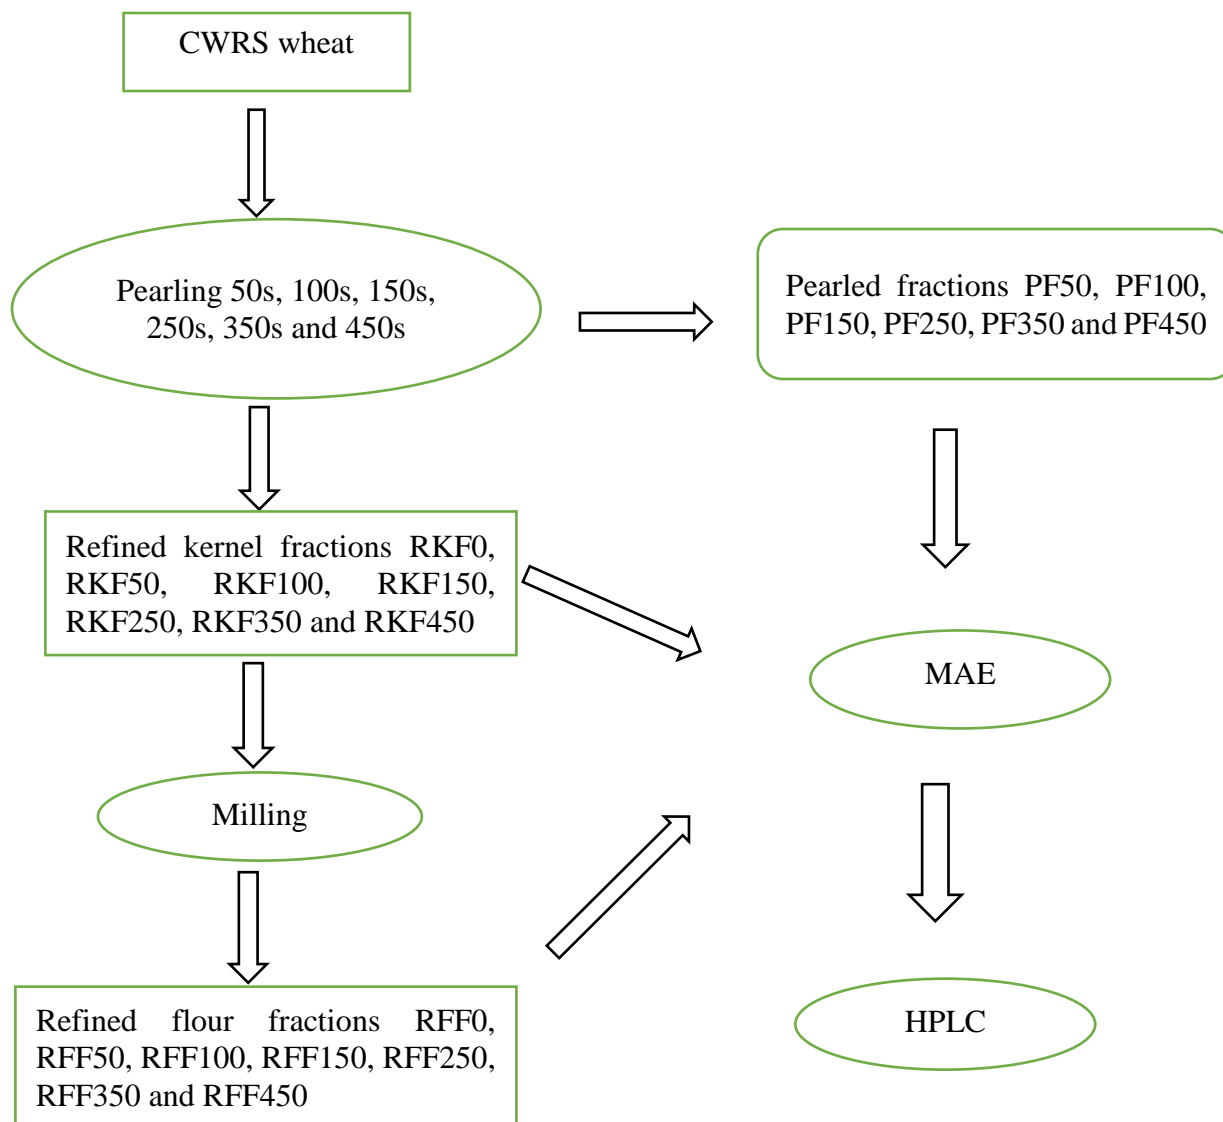 CWRS wheat
Pearling 50s, 100s, 150s,
250s, 350s and 450s
Pearled fractions PF50, PF100,
PF150, PF250, PF350 and PF450
Refined kernel fractions RKF0,
RKF50, RKF100, RKF150,
RKF250, RKF350 and RKF450
MAE
Milling
Refined flour fractions RFF0,
RFF50, RFF100, RFF150, RFF250,
RFF350 and RFF450
HPLC